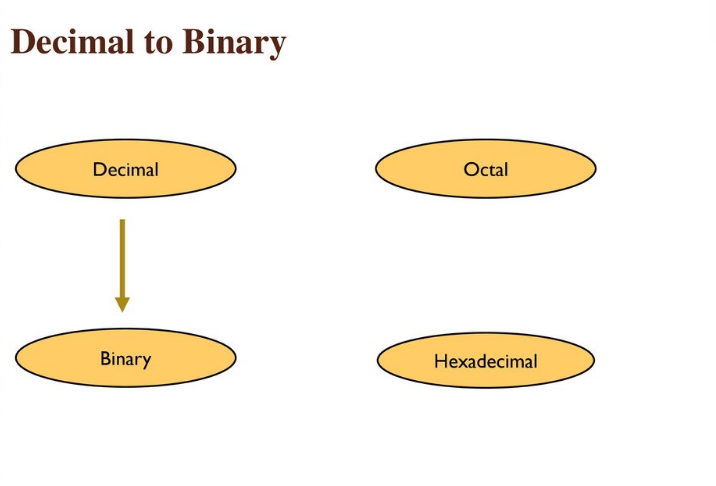 Decimal to Binary
Decimal
Octal
Binary
Hexadecimal